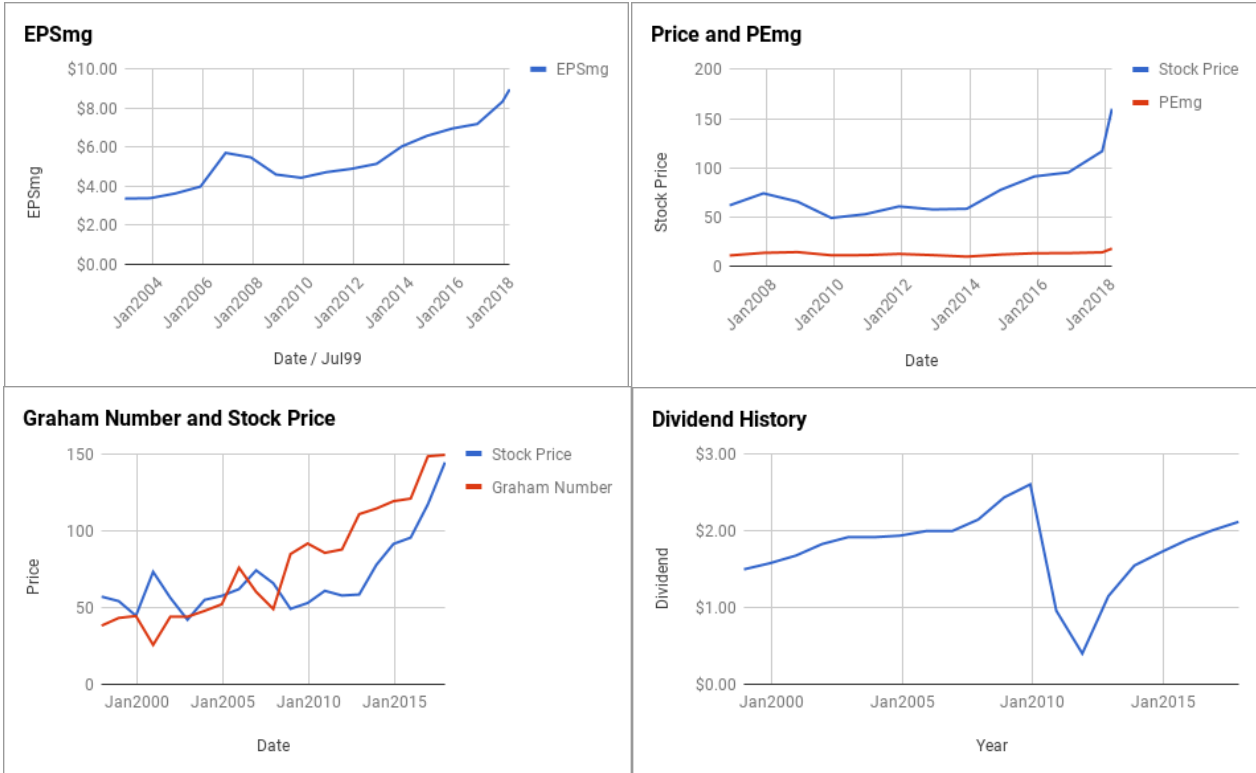 EPSmg
$10.00
$8.00
$6.00
$4.00
$2.00
$0.00
EPSmg
EPSmg
Jan2004
Jan2006
Jan2008
Jan2010
Jan2012
Jan2014
Jan2016
Jan2018
Date / Jul99
Price and PEmg
200
150
100
50
0
Stock Price
Stock Price
PEmg
Jan2008
Jan2010
Jan2012
Jan2014
Jan2016
Jan2018
Date
Graham Number and Stock Price
150
100
50
0
Price
Stock Price
Graham Number
Jan2000
Jan2005
Jan2010
Jan2015
Date
Dividend History
$3.00
$2.00
$1.00
$0.00
Dividend
Jan2000
Jan2005
Jan2010
Jan2015
Year